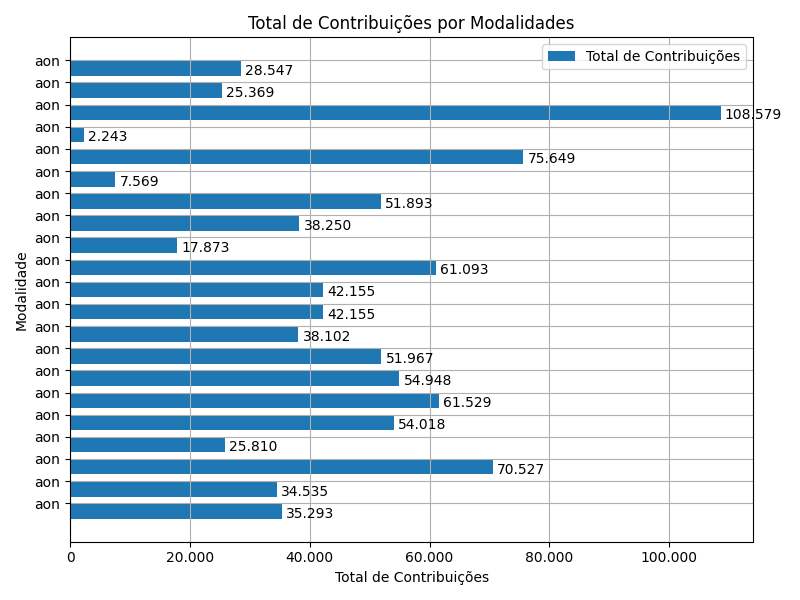 Total de Contribuições por Modalidades
Total de Contribuições
aon 28.547
aon 25.369
aon 108.579
aon 2.243
aon 75.649
aon 7.569
aon 51.893
aon 38.250
aon 17.873
aon 61.093
aon 42.155
aon 42.155
aon 38.102
aon 51.967
aon 54.948
aon 61.529
aon 54.018
aon 25.810
aon 70.527
aon 34.535
aon 35.293
Modalidade
0 20.000 40.000 60.000 80.000 100.000
Total de Contribuições